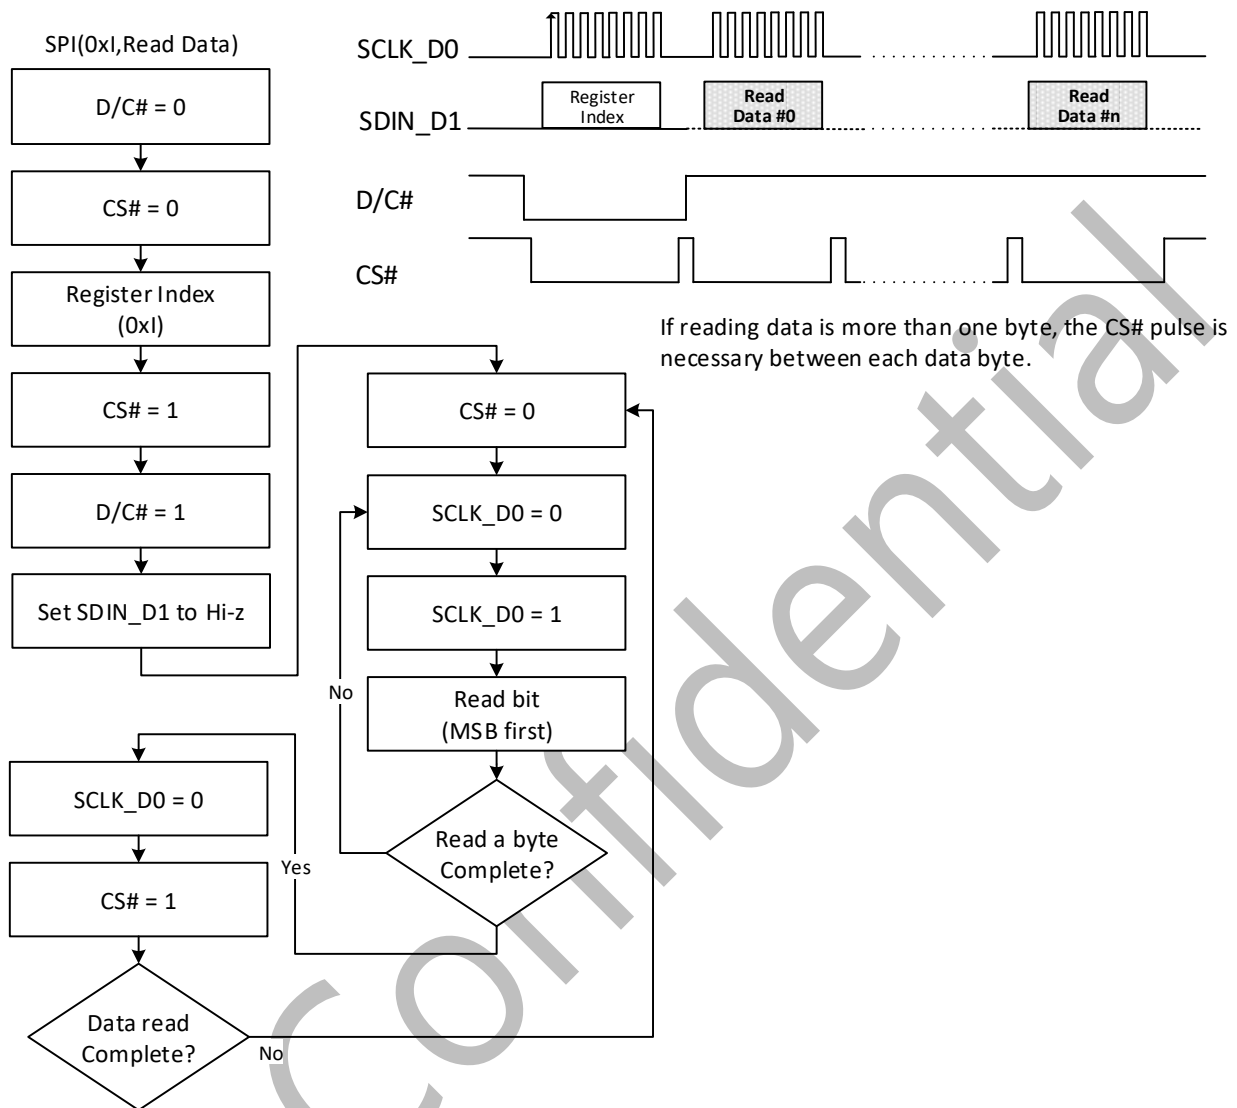 SPI(0xI,Read Data)
D/C# = 0
CS# = 0
Register Index
(0xI)
CS# = 1
D/C# = 1
Set SDIN_D1 to Hi-z
CS# = 0
SCLK_D0 = 0
SCLK_D0 = 1
Read bit
(MSB first)
Read a byte
Complete?
No
Yes
SCLK_D0 = 0
CS# = 1
Data read
Complete?
No
SCLK_D0
SDIN_D1
Register
Index
Read
Data #0
Read
Data #n
D/C#
CS#
If reading data is more than one byte, the CS# pulse is
necessary between each data byte.
Confidential